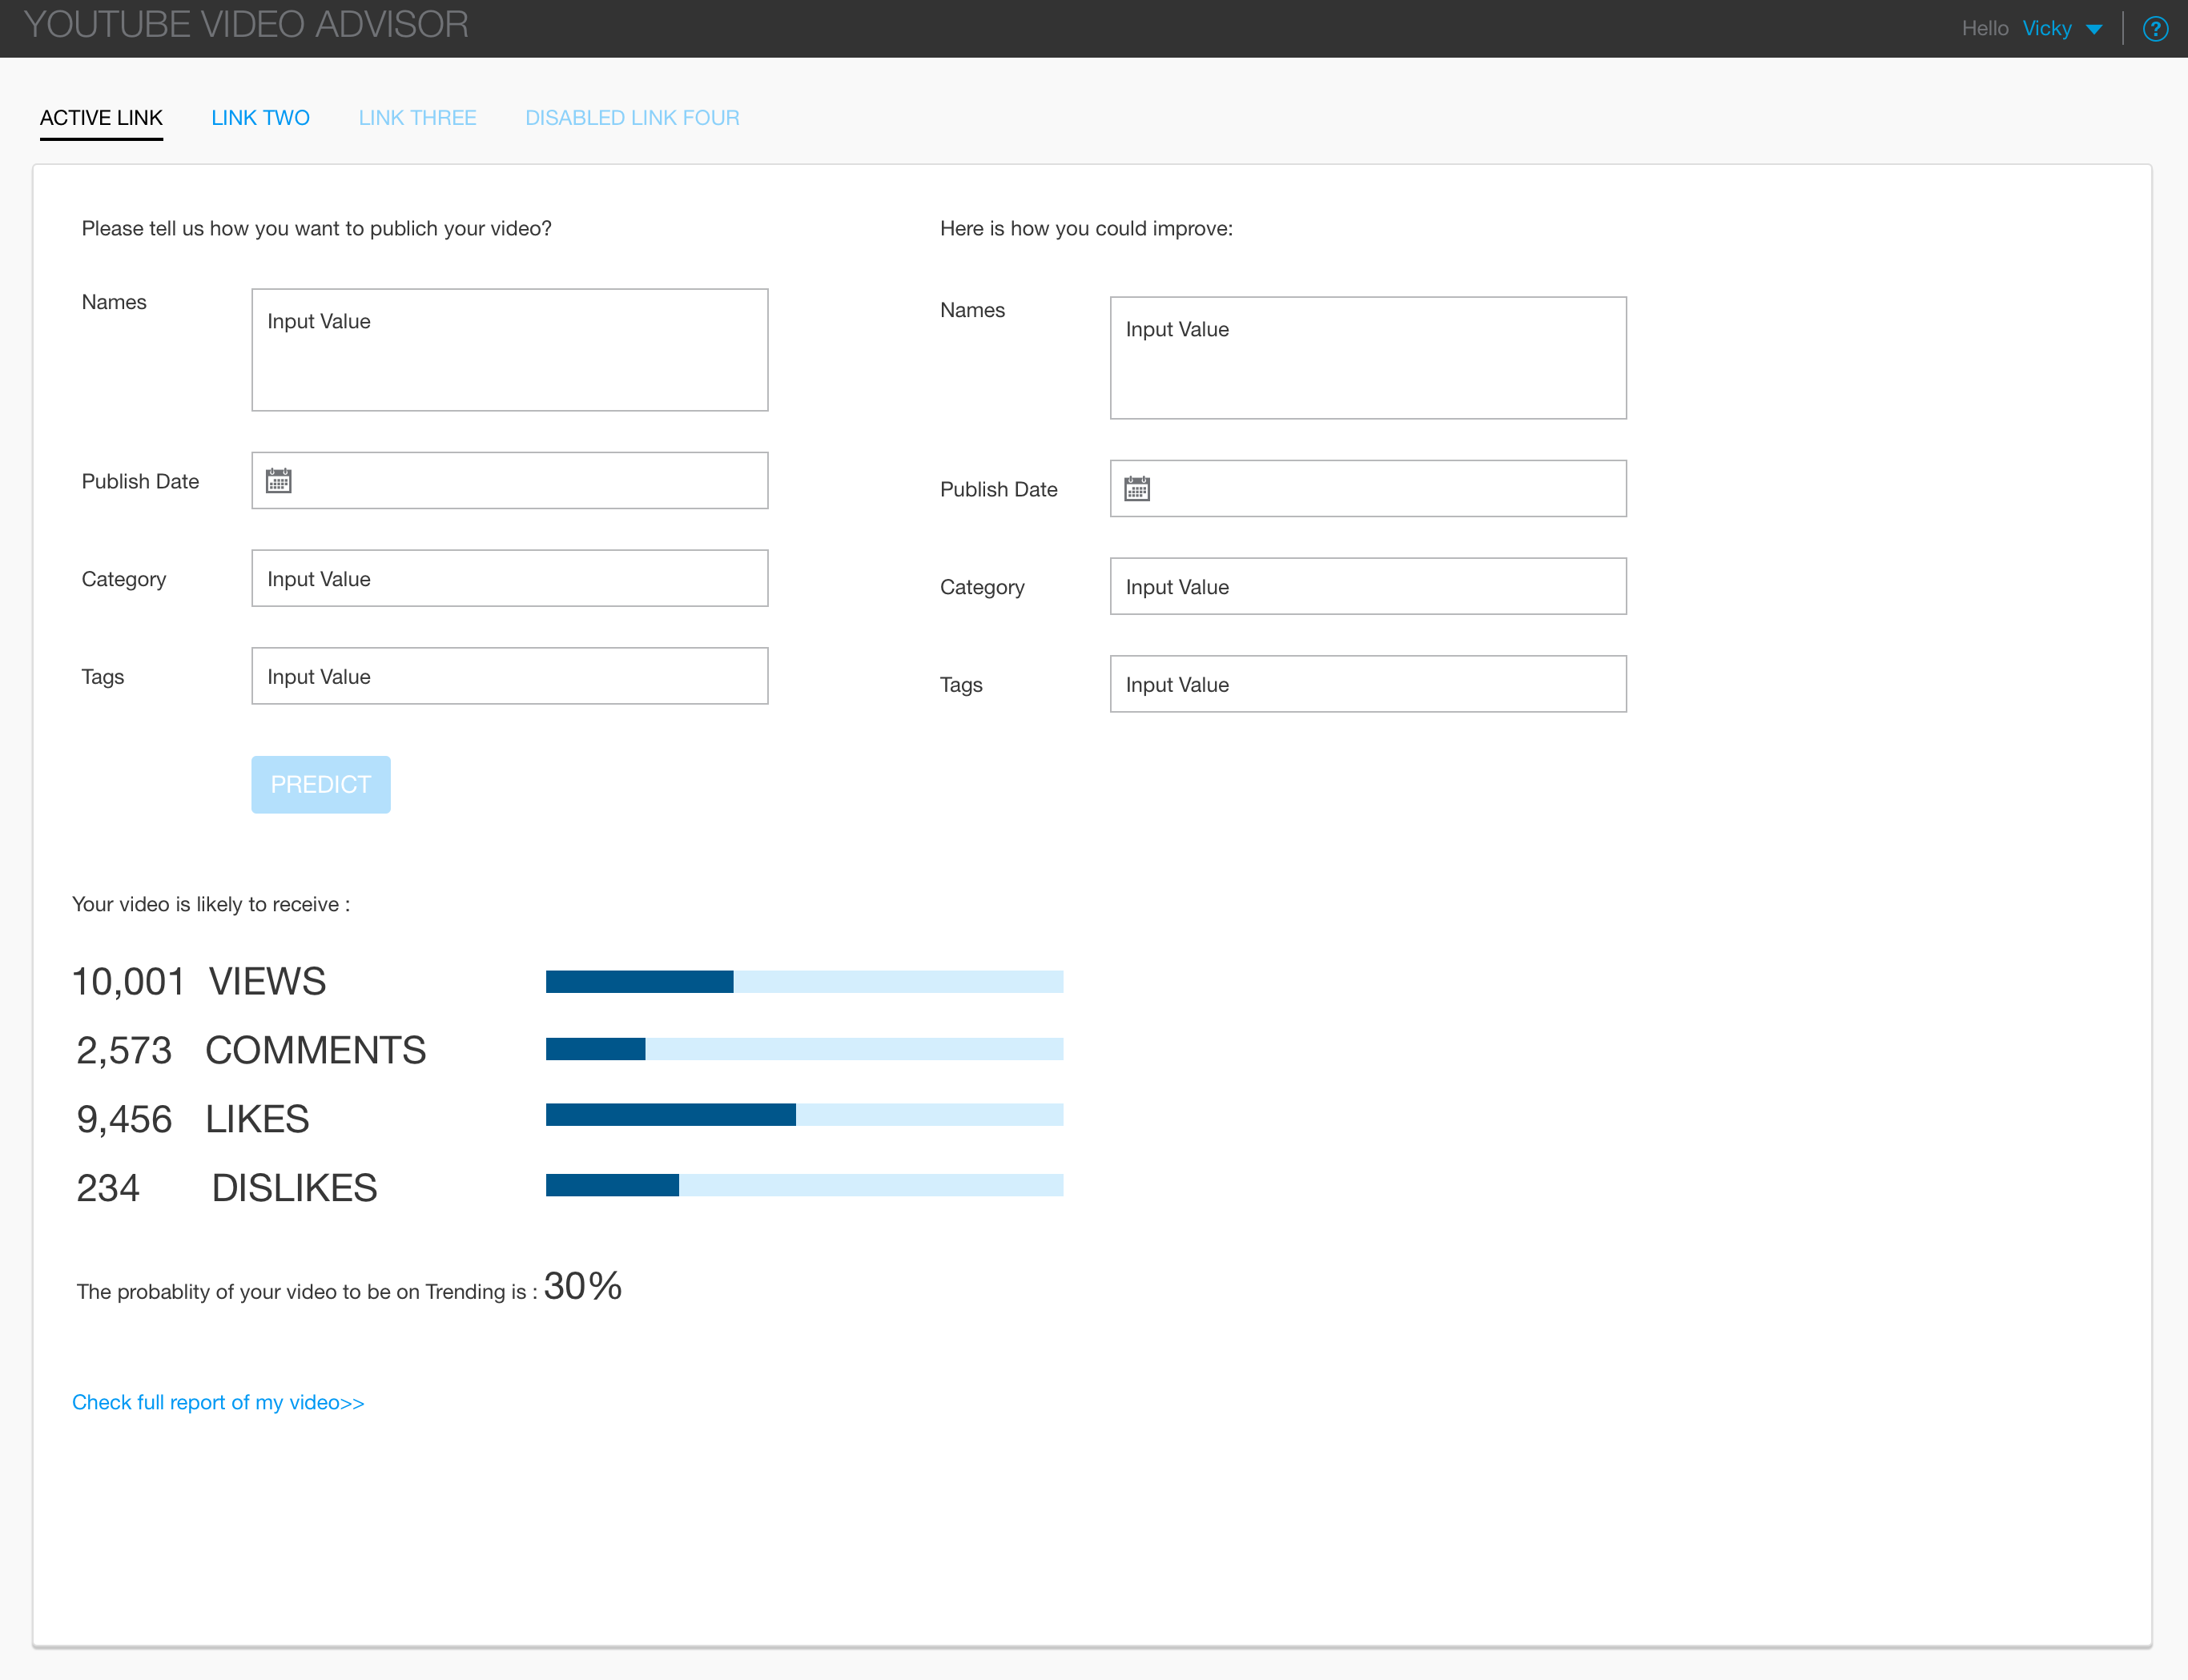 YOUTUBE VIDEO ADVISOR
Hello Vicky
?
ACTIVE LINK
LINK TWO
LINK THREE
DISABLED LINK FOUR
Please tell us how you want to publich your video?
Names
Input Value
Publish Date
Category
Input Value
Tags
Input Value
PREDICT
Here is how you could improve:
Names
Input Value
Publish Date
Category
Input Value
Tags
Input Value
Your video is likely to receive :
10,001 VIEWS
2,573 COMMENTS
9,456 LIKES
234 DISLIKES
The probablity of your video to be on Trending is : 30%
Check full report of my video>>